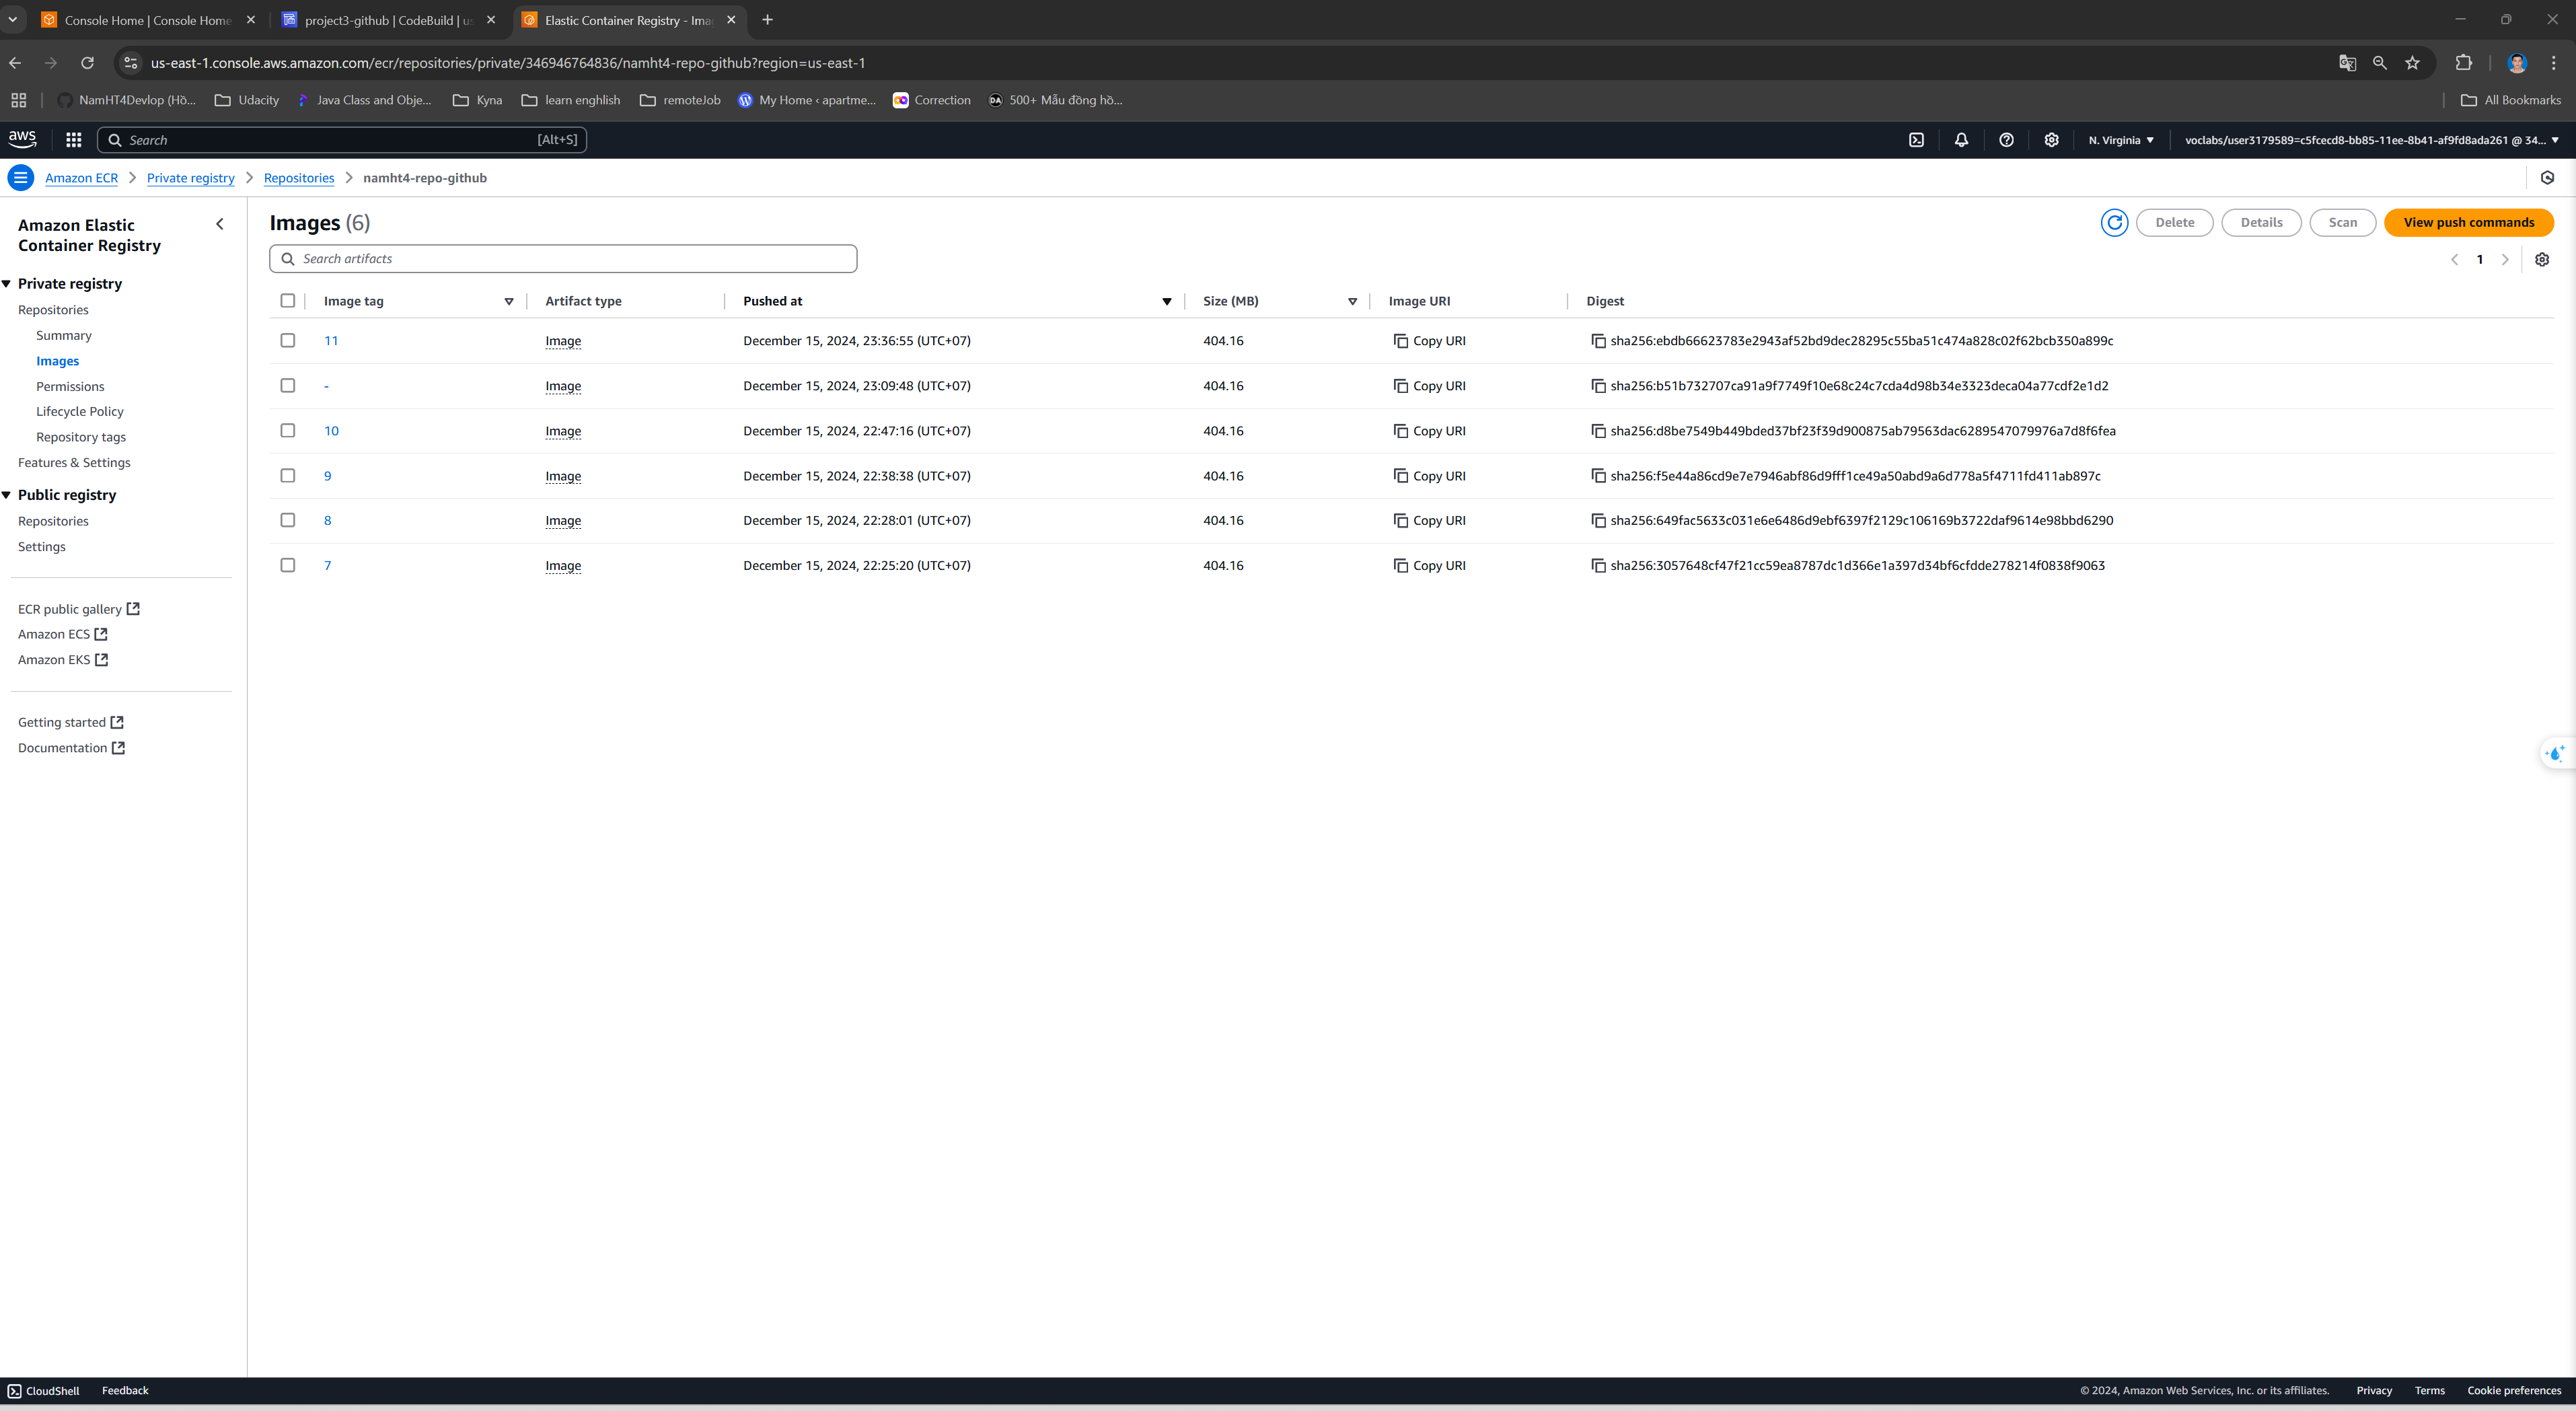 Console Home | Console Home
project3-github | CodeBuild | us
Elastic Container Registry - Ima
us-east-1.console.aws.amazon.com/ecr/repositories/private/346946764836/namht4-repo-github?region=us-east-1
NamHT4Devlop (Hồ... Udacity Java Class and Obje... Kyna learn enghlish remoteJob My Home ‹ apartme... Correction DA 500+ Mẫu đồng hồ... All Bookmarks
aws Search [Alt+S] N. Virginia voclabs/user3179589=c5fcecd8-bb85-11ee-8b41-af9fd8ada261 @ 34...
Amazon ECR Private registry Repositories namht4-repo-github
Amazon Elastic
Container Registry
Private registry
Repositories
Summary
Images
Permissions
Lifecycle Policy
Repository tags
Features & Settings
Public registry
Repositories
Settings
ECR public gallery
Amazon ECS
Amazon EKS
Getting started
Documentation
Images (6) Delete Details Scan View push commands
Search artifacts 1
Image tag Artifact type Pushed at Size (MB) Image URI Digest
11 Image December 15, 2024, 23:36:55 (UTC+07) 404.16 Copy URI sha256:ebdb66623783e2943af52bd9dec28295c55ba51c474a828c02f62bcb350a899c
- Image December 15, 2024, 23:09:48 (UTC+07) 404.16 Copy URI sha256:b51b732707ca91a9f7749f10e68c24c7cda4d98b34e3323deca04a77cdf2e1d2
10 Image December 15, 2024, 22:47:16 (UTC+07) 404.16 Copy URI sha256:d8be7549b449bded37bf23f39d900875ab79563dac6289547079976a7d8f6fea
9 Image December 15, 2024, 22:38:38 (UTC+07) 404.16 Copy URI sha256:f5e44a86cd9e7e7946abf86d9fff1ce49a50abd9a6d778a5f4711fd411ab897c
8 Image December 15, 2024, 22:28:01 (UTC+07) 404.16 Copy URI sha256:649fac5633c031e6e6486d9ebf6397f2129c106169b3722daf9614e98bbd6290
7 Image December 15, 2024, 22:25:20 (UTC+07) 404.16 Copy URI sha256:3057648cf47f21cc59ea8787dc1d366e1a397d34bf6cfdde278214f0838f9063
CloudShell Feedback © 2024, Amazon Web Services, Inc. or its affiliates. Privacy Terms Cookie preferences